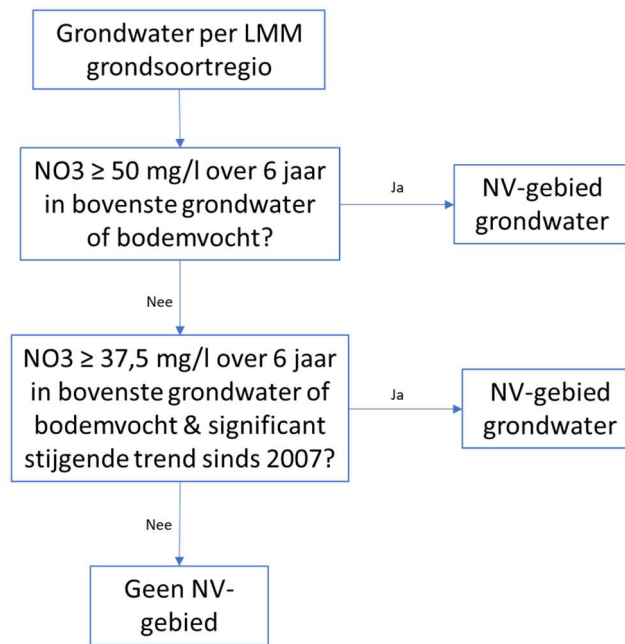 Grondwater per LMM
grondsoortregio
NO3 ≥ 50 mg/l over 6 jaar
in bovenste grondwater
of bodemvocht?
Ja
NV-gebied
grondwater
Nee
NO3 ≥ 37,5 mg/l over 6 jaar
in bovenste grondwater of
bodemvocht & significant
stijgende trend sinds 2007?
Ja
NV-gebied
grondwater
Nee
Geen NV-
gebied